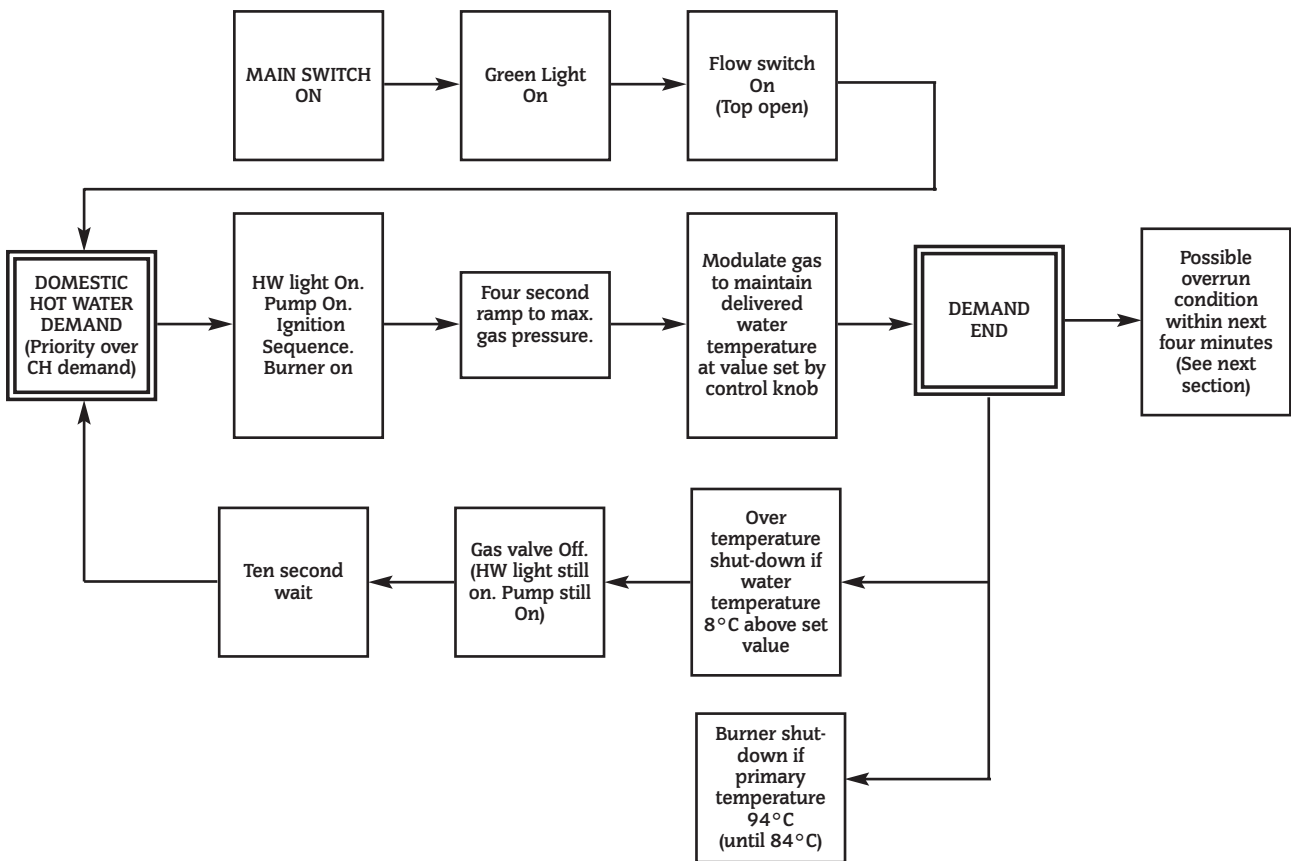 MAIN SWITCH
ON
Green Light
On
Flow switch
On
(Top open)
DOMESTIC
HOT WATER
DEMAND
(Priority over
CH demand)
HW light On.
Pump On.
Ignition
Sequence.
Burner on
Four second
ramp to max.
gas pressure.
Modulate gas
to maintain
delivered
water
temperature
at value set by
control knob
DEMAND
END
Possible
overrun
condition
within next
four minutes
(See next
section)
Ten second
wait
Gas valve Off.
(HW light still
on. Pump still
On)
Over
temperature
shut-down if
water
temperature
8°C above set
value
Burner shut-
down if
primary
temperature
94°C
(until 84°C)